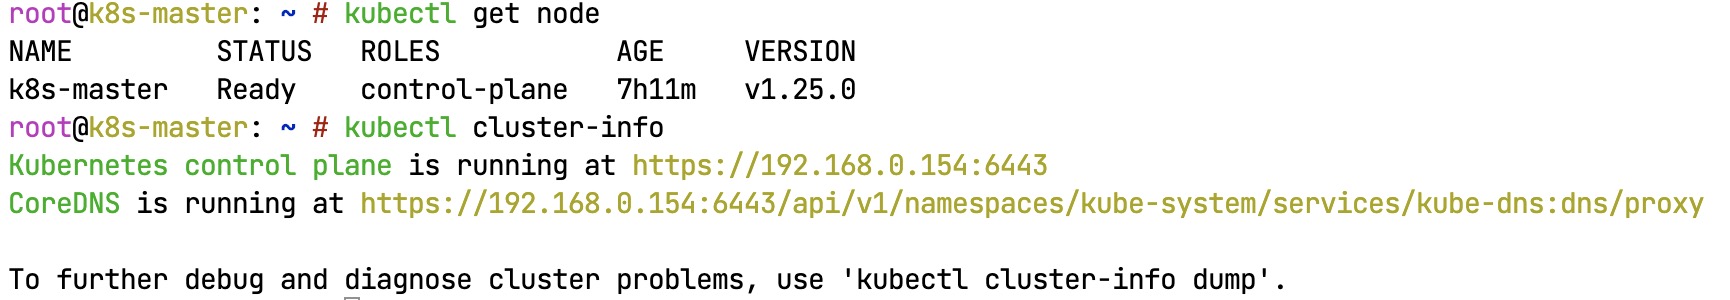 root@k8s-master: ~ # kubectl get node
NAME         STATUS   ROLES           AGE     VERSION
k8s-master   Ready    control-plane   7h11m   v1.25.0
root@k8s-master: ~ # kubectl cluster-info
Kubernetes control plane is running at https://192.168.0.154:6443
CoreDNS is running at https://192.168.0.154:6443/api/v1/namespaces/kube-system/services/kube-dns:dns/proxy

To further debug and diagnose cluster problems, use 'kubectl cluster-info dump'.